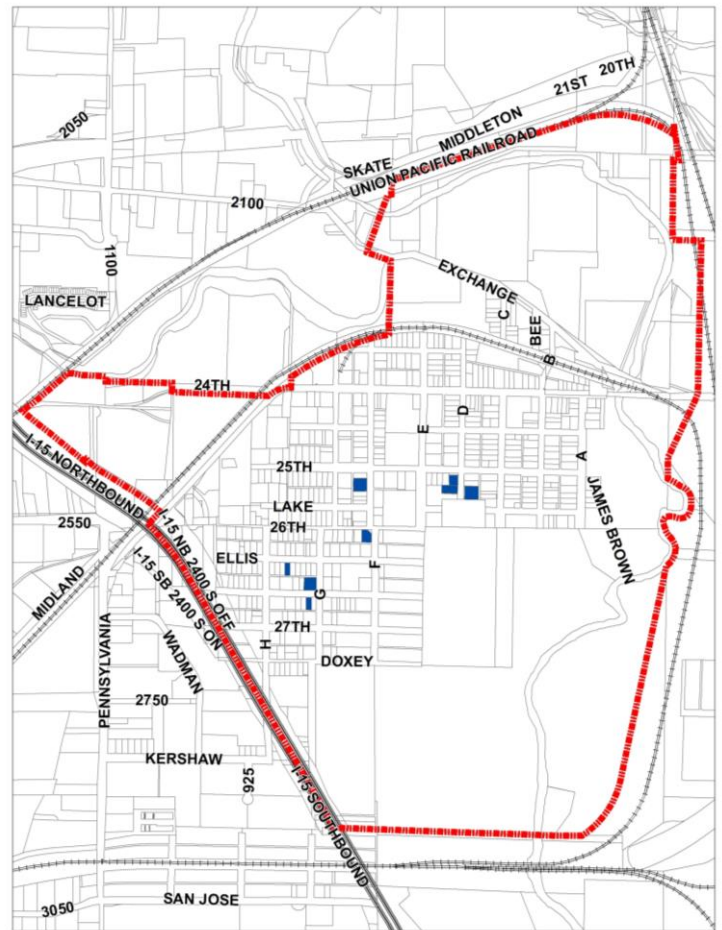 20TH
21ST
MIDDLETON
2050
SKATE
UNION PACIFIC RAILROAD
2100
1100
EXCHANGE
LANCELOT
C
BEE
B
24TH
D
E
A
I-15 NORTHBOUND
25TH
JAMES BROWN
LAKE
2550
26TH
I-15 NB 2400 S OFF
ELLIS
F
I-15 SB 2400 S ON
MIDLAND
G
27TH
PENNSYLVANIA
WADMAN
H
DOXEY
2750
KERSHAW
925
I-15 SOUTHBOUND
SAN JOSE
3050